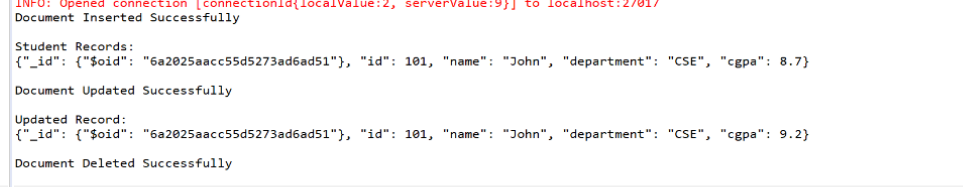 INFO: Opened connection [connectionId{localValue:2, serverValue:9}] to localhost:27017
Document Inserted Successfully
Student Records:
{"_id": {"$oid": "6a2025aacc55d5273ad6ad51"}, "id": 101, "name": "John", "department": "CSE", "cgpa": 8.7}
Document Updated Successfully
Updated Record:
{"_id": {"$oid": "6a2025aacc55d5273ad6ad51"}, "id": 101, "name": "John", "department": "CSE", "cgpa": 9.2}
Document Deleted Successfully